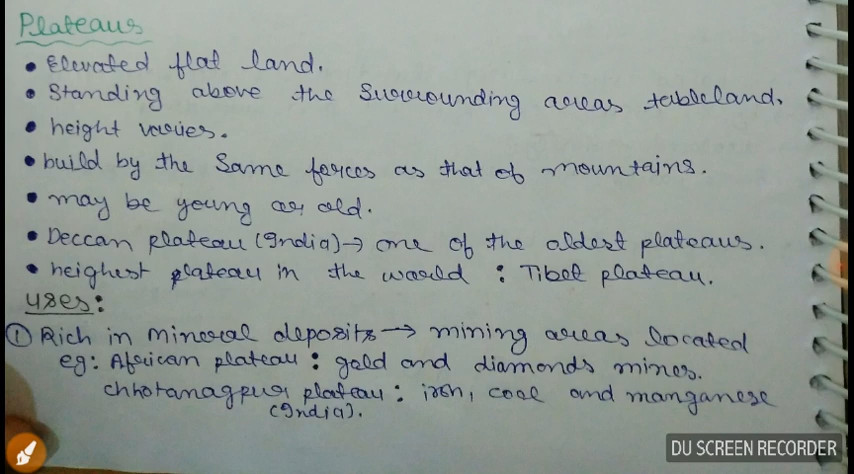 Plateaus
• Elevated flat land.
• Standing above the Surrounding areas tableland.
• height varies.
• build by the Same forces as that of mountains.
• may be young or old.
• Deccan plateau (India) → one of the oldest plateaus.
• heighest plateau in the world : Tibet plateau.
uses:
① Rich in mineral deposits → mining areas located
eg: African plateau : gold and diamonds mines.
chhotanagpur plateau : iron, coal and manganese
(India).
DU SCREEN RECORDER